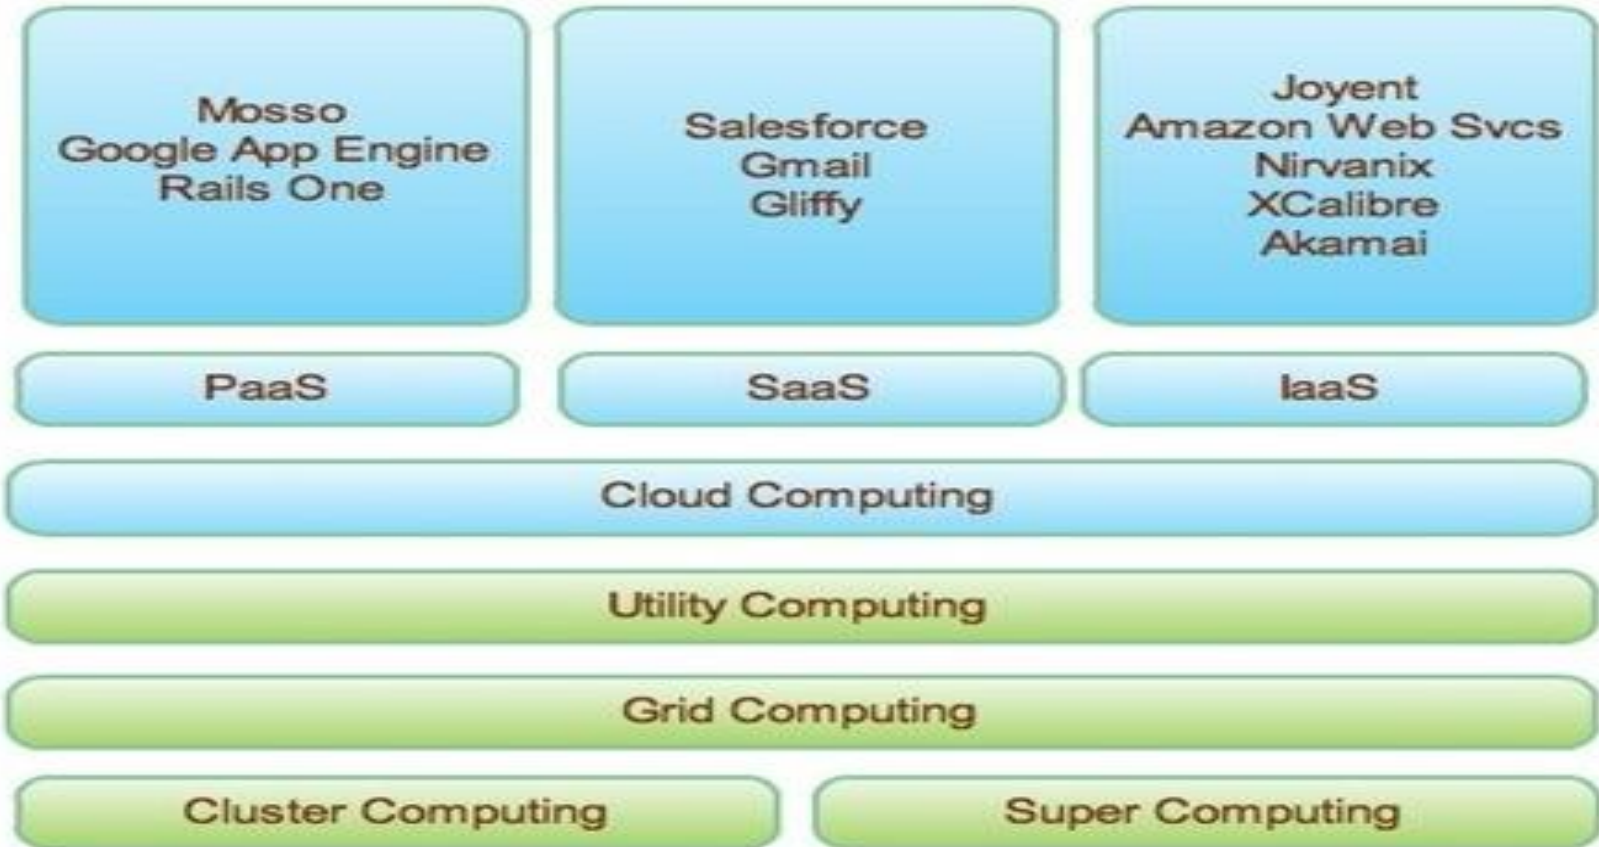 Mosso
Google App Engine
Rails One
Salesforce
Gmail
Gliffy
Joyent
Amazon Web Svcs
Nirvanix
XCalibre
Akamai
PaaS
SaaS
IaaS
Cloud Computing
Utility Computing
Grid Computing
Cluster Computing
Super Computing